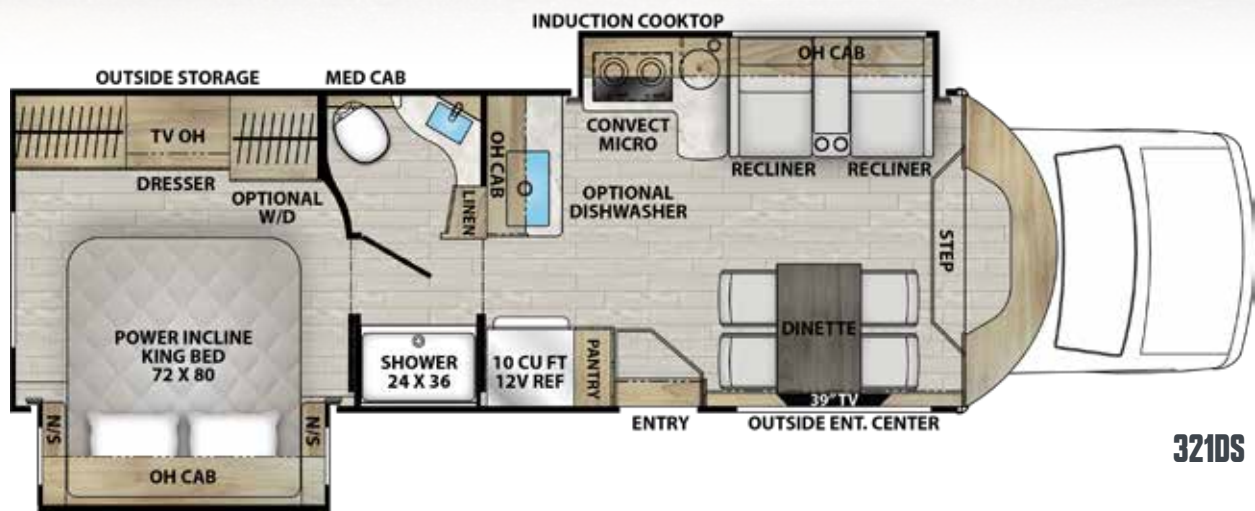 INDUCTION COOKTOP
OUTSIDE STORAGE
MED CAB
OH CAB
TV OH
DRESSER
OPTIONAL
W/D
LINEN
OH CAB
CONVECT
MICRO
OPTIONAL
DISHWASHER
RECLINER
RECLINER
STEP
POWER INCLINE
KING BED
72 X 80
N/S
N/S
OH CAB
SHOWER
24 X 36
10 CU FT
12V REF
PANTRY
ENTRY
DINETTE
39" TV
OUTSIDE ENT. CENTER
321DS